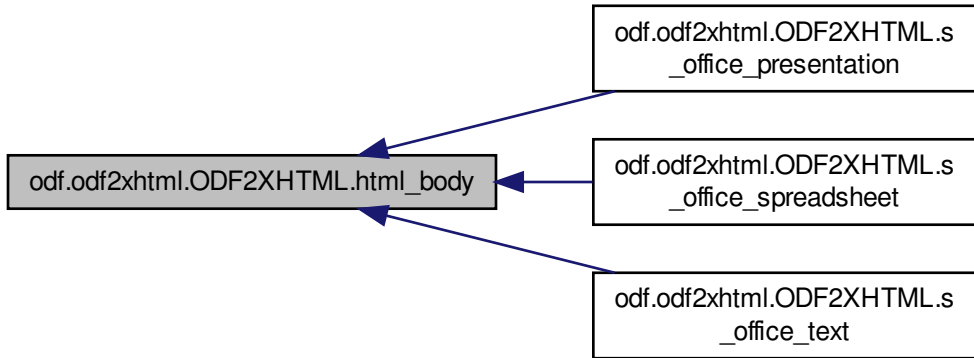 odf.odf2xhtml.ODF2XHTML.s
_office_presentation
odf.odf2xhtml.ODF2XHTML.html_body
odf.odf2xhtml.ODF2XHTML.s
_office_spreadsheet
odf.odf2xhtml.ODF2XHTML.s
_office_text